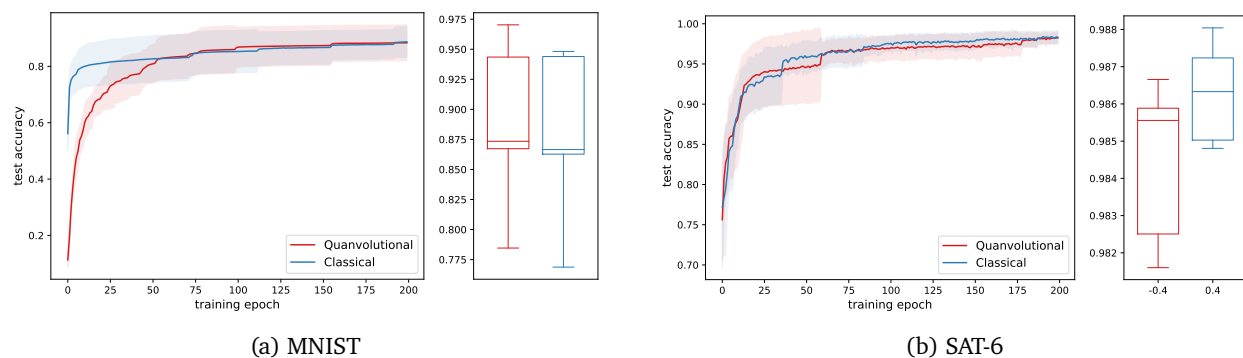 test accuracy
0.8
0.6
0.4
0.2
0 25 50 75 100 125 150 175 200
training epoch
Quanvolutional
Classical
0.975
0.950
0.925
0.900
0.875
0.850
0.825
0.800
0.775
(a) MNIST
test accuracy
1.00
0.95
0.90
0.85
0.80
0.75
0.70
0 25 50 75 100 125 150 175 200
training epoch
Quanvolutional
Classical
0.988
0.987
0.986
0.985
0.984
0.983
0.982
-0.4 0.4
(b) SAT-6